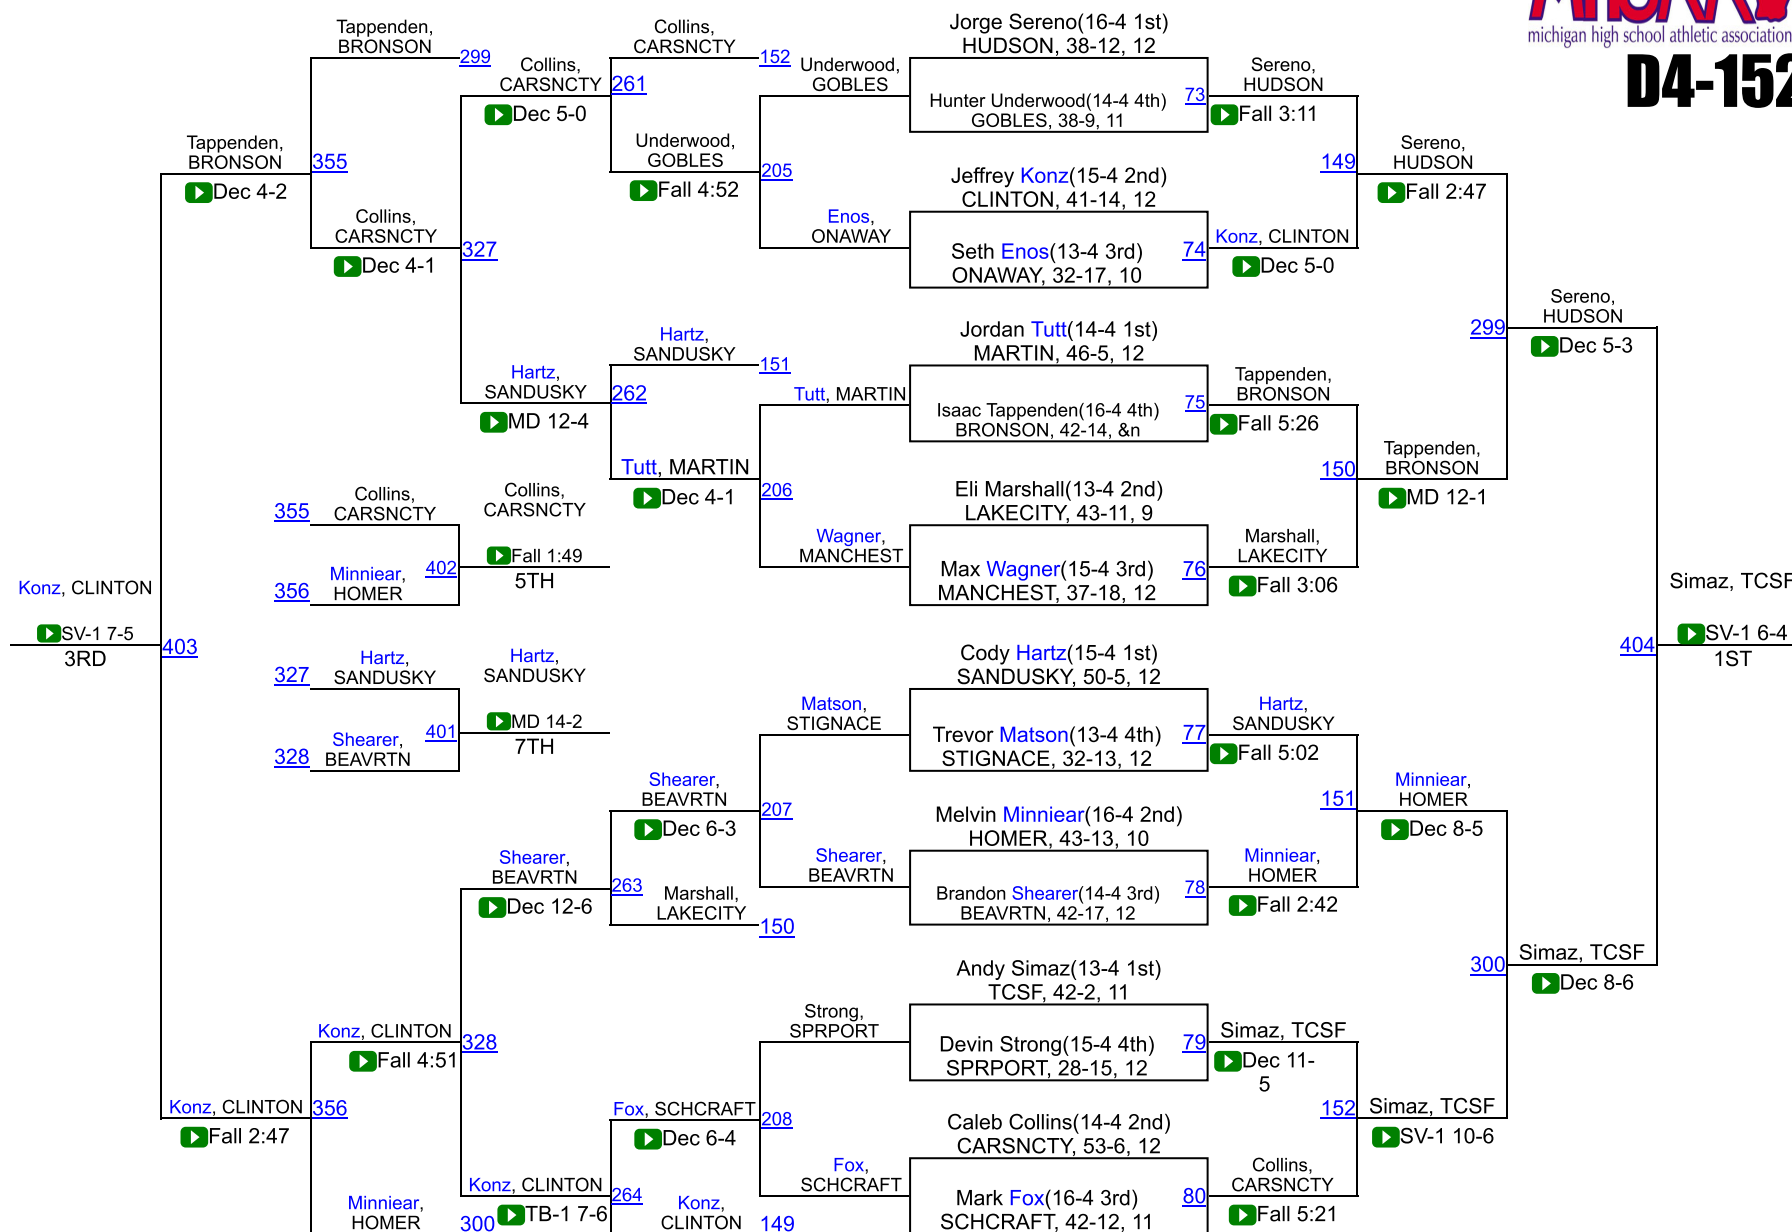 MHSAA
michigan high school athletic association
D4-152
Konz, CLINTON
SV-1 7-5
3RD
403
Tappenden,
BRONSON
Dec 4-2
Konz, CLINTON
Fall 2:47
Tappenden,
BRONSON
299
355
Collins,
CARSNCTY
Dec 4-1
327
355
Collins,
CARSNCTY
356
Minniear,
HOMER
402
Collins,
CARSNCTY
Fall 1:49
5TH
327
Hartz,
SANDUSKY
328
Shearer,
BEAVRTN
401
Hartz,
SANDUSKY
MD 14-2
7TH
Konz, CLINTON
Fall 4:51
328
356
Minniear,
HOMER
300
Collins,
CARSNCTY
Dec 5-0
261
Hartz,
SANDUSKY
MD 12-4
262
Shearer,
BEAVRTN
Dec 12-6
263
Konz, CLINTON
TB-1 7-6
264
Collins,
CARSNCTY
152
Underwood,
GOBLES
Fall 4:52
205
Hartz,
SANDUSKY
151
Tutt, MARTIN
Dec 4-1
206
Shearer,
BEAVRTN
Dec 6-3
207
Marshall,
LAKECITY
150
Fox, SCHCRAFT
Dec 6-4
208
Konz,
CLINTON
149
Underwood,
GOBLES
Enos,
ONAWAY
Tutt, MARTIN
Wagner,
MANCHEST
Matson,
STIGNACE
Shearer,
BEAVRTN
Strong,
SPRPORT
Fox,
SCHCRAFT
Jorge Sereno(16-4 1st)
HUDSON, 38-12, 12
Hunter Underwood(14-4 4th)
GOBLES, 38-9, 11
73
Jeffrey Konz(15-4 2nd)
CLINTON, 41-14, 12
Seth Enos(13-4 3rd)
ONAWAY, 32-17, 10
74
Jordan Tutt(14-4 1st)
MARTIN, 46-5, 12
Isaac Tappenden(16-4 4th)
BRONSON, 42-14, &n
75
Eli Marshall(13-4 2nd)
LAKECITY, 43-11, 9
Max Wagner(15-4 3rd)
MANCHEST, 37-18, 12
76
Cody Hartz(15-4 1st)
SANDUSKY, 50-5, 12
Trevor Matson(13-4 4th)
STIGNACE, 32-13, 12
77
Melvin Minniear(16-4 2nd)
HOMER, 43-13, 10
Brandon Shearer(14-4 3rd)
BEAVRTN, 42-17, 12
78
Andy Simaz(13-4 1st)
TCSF, 42-2, 11
Devin Strong(15-4 4th)
SPRPORT, 28-15, 12
79
Caleb Collins(14-4 2nd)
CARSNCTY, 53-6, 12
Mark Fox(16-4 3rd)
SCHCRAFT, 42-12, 11
80
Sereno,
HUDSON
Fall 3:11
Konz, CLINTON
Dec 5-0
Tappenden,
BRONSON
Fall 5:26
Marshall,
LAKECITY
Fall 3:06
Hartz,
SANDUSKY
Fall 5:02
Minniear,
HOMER
Fall 2:42
Simaz, TCSF
Dec 11-
5
Collins,
CARSNCTY
Fall 5:21
149
Sereno,
HUDSON
Fall 2:47
150
Tappenden,
BRONSON
MD 12-1
151
Minniear,
HOMER
Dec 8-5
152
Simaz, TCSF
SV-1 10-6
299
Sereno,
HUDSON
Dec 5-3
300
Simaz, TCSF
Dec 8-6
404
Simaz, TCSF
SV-1 6-4
1ST